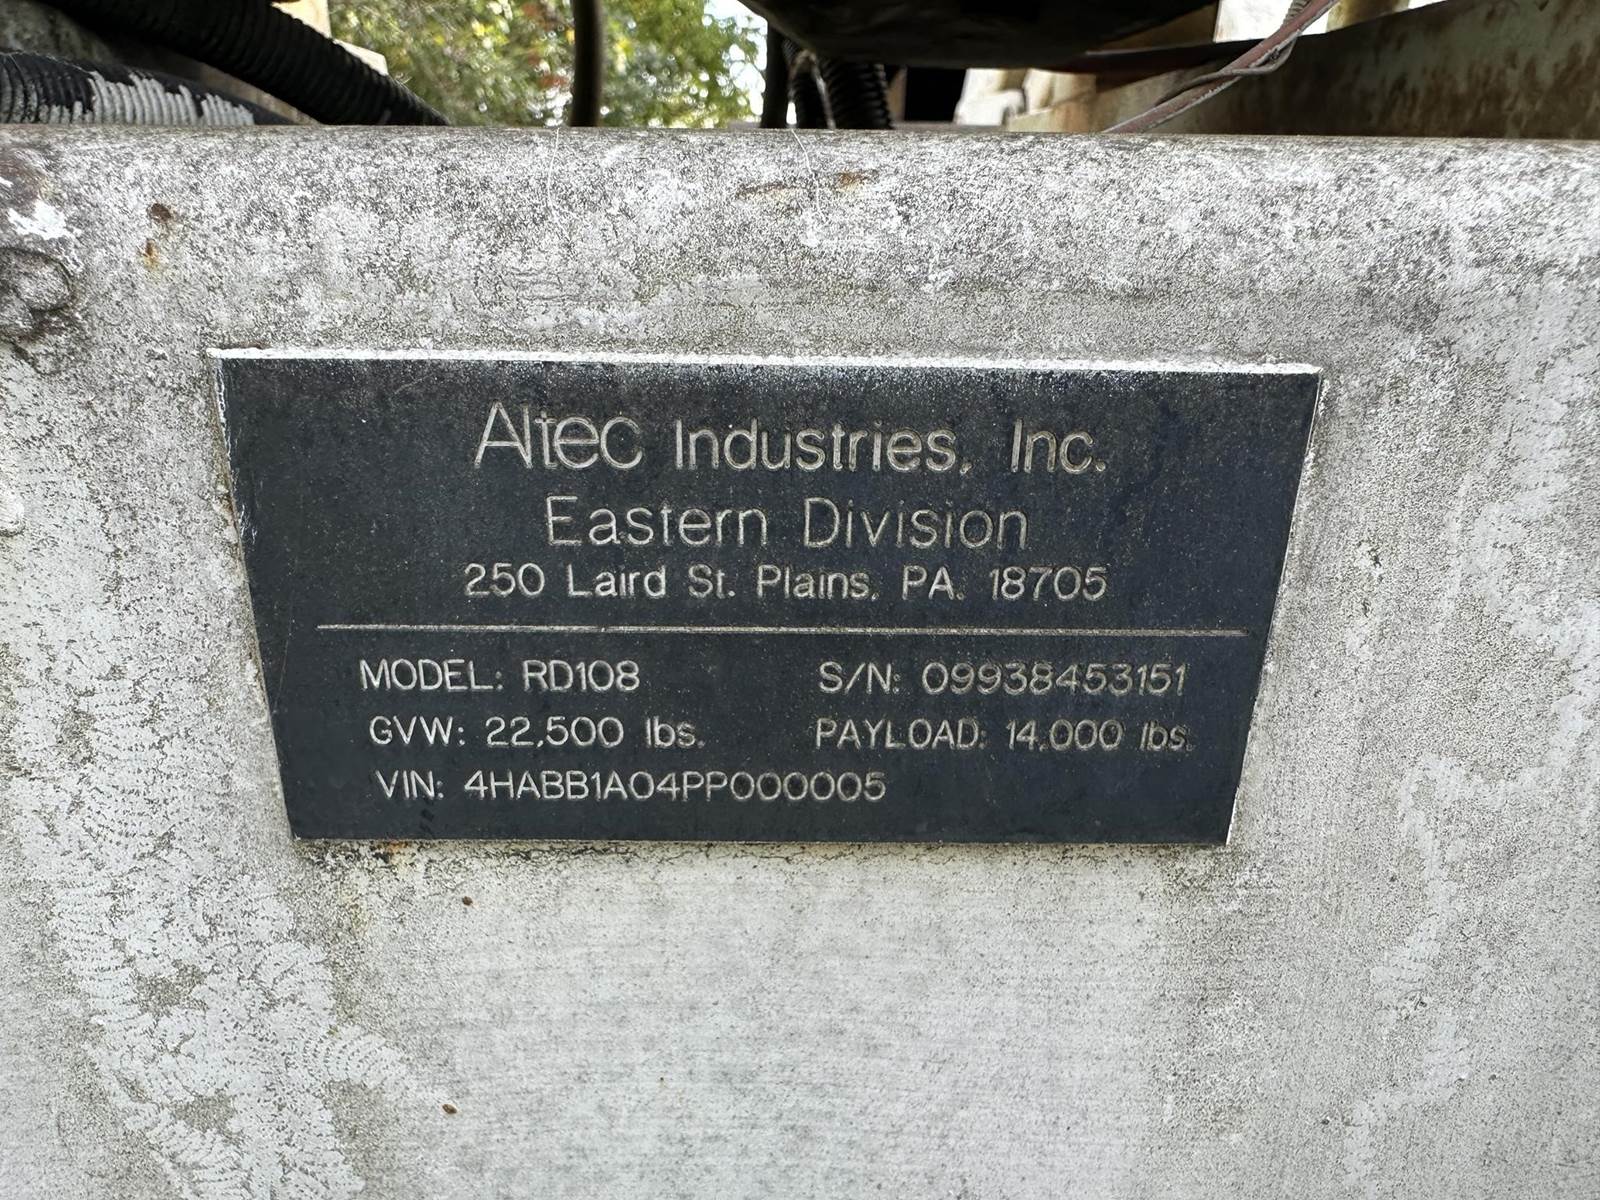 Altec Industries, Inc.
Eastern Division
250 Laird St. Plains, PA. 18705
MODEL: RD108 S/N: 09938453151
GVW: 22,500 lbs. PAYLOAD: 14,000 lbs.
VIN: 4HABB1A04PP000005